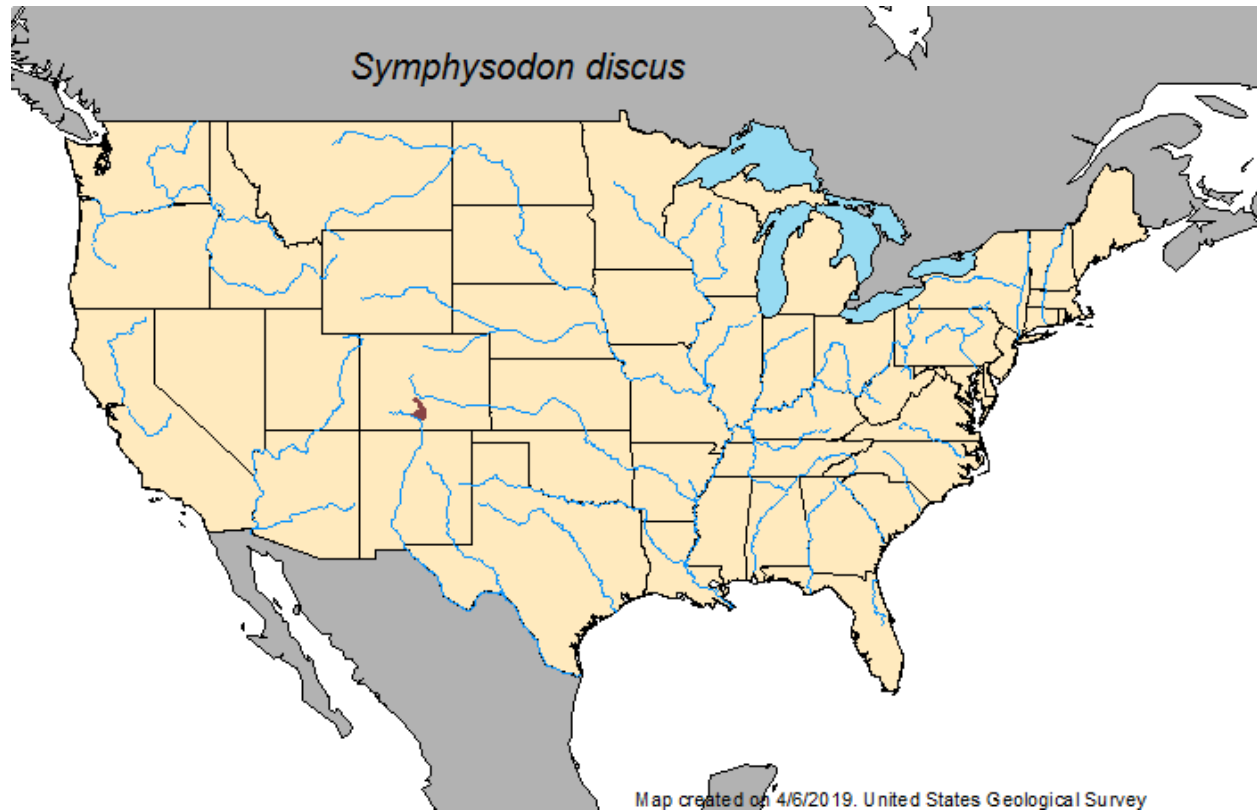 Symphysodon discus
Map created on 4/6/2019. United States Geological Survey